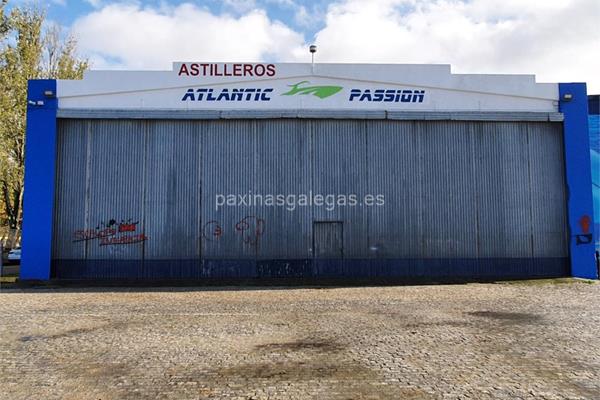 ASTILLEROS
ATLANTIC PASSION
paxinasgalegas.es